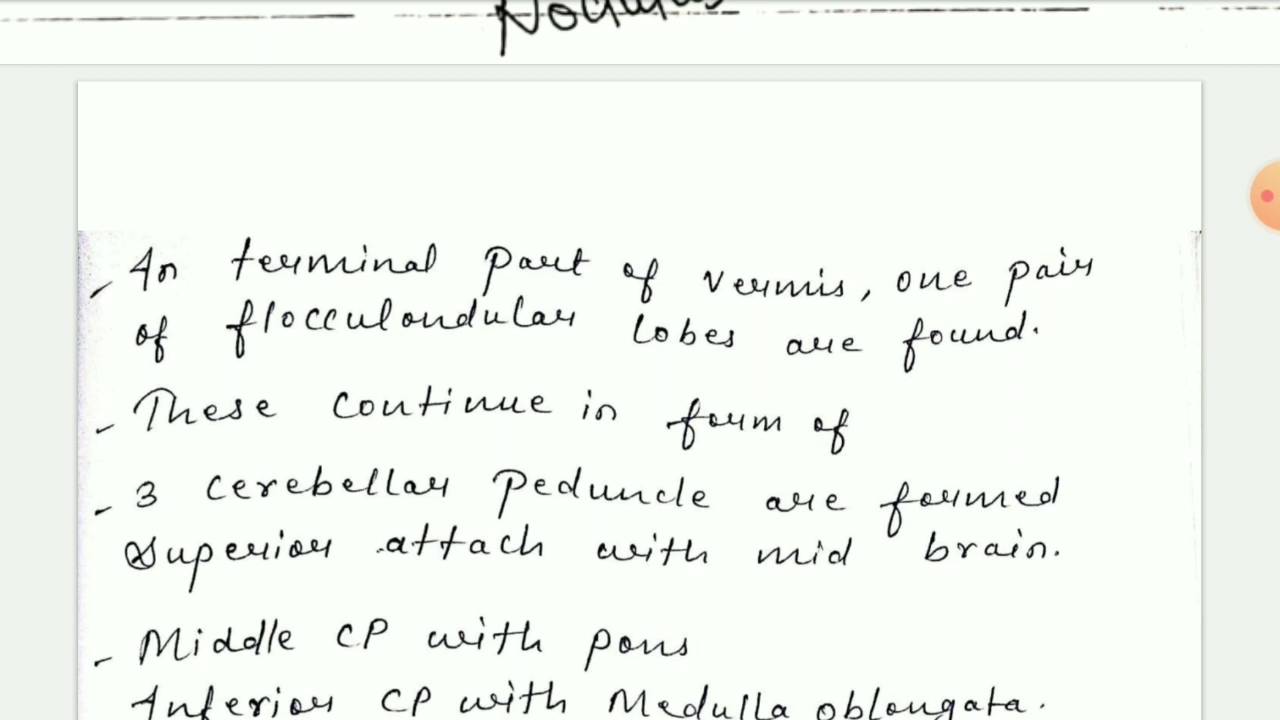 - In terminal part of vermis, one pair
of flocculondular lobes are found.
- These continue in form of
- 3 cerebellar Peduncle are formed
Superior attach with mid brain.
- Middle CP with pons
Inferior CP with Medulla oblongata.